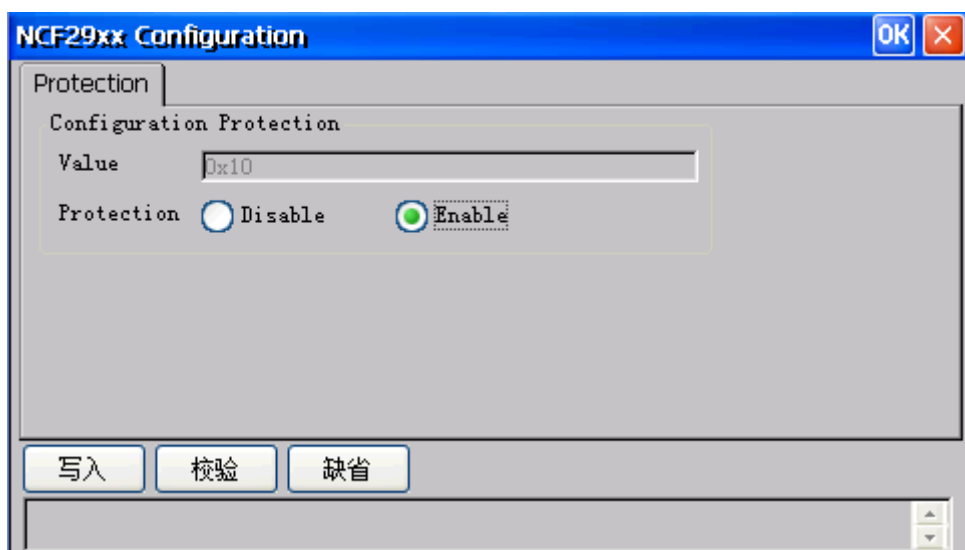 NCF29xx Configuration OK
Protection
Configuration Protection
Value 0x10
Protection Disable Enable
写入 校验 缺省